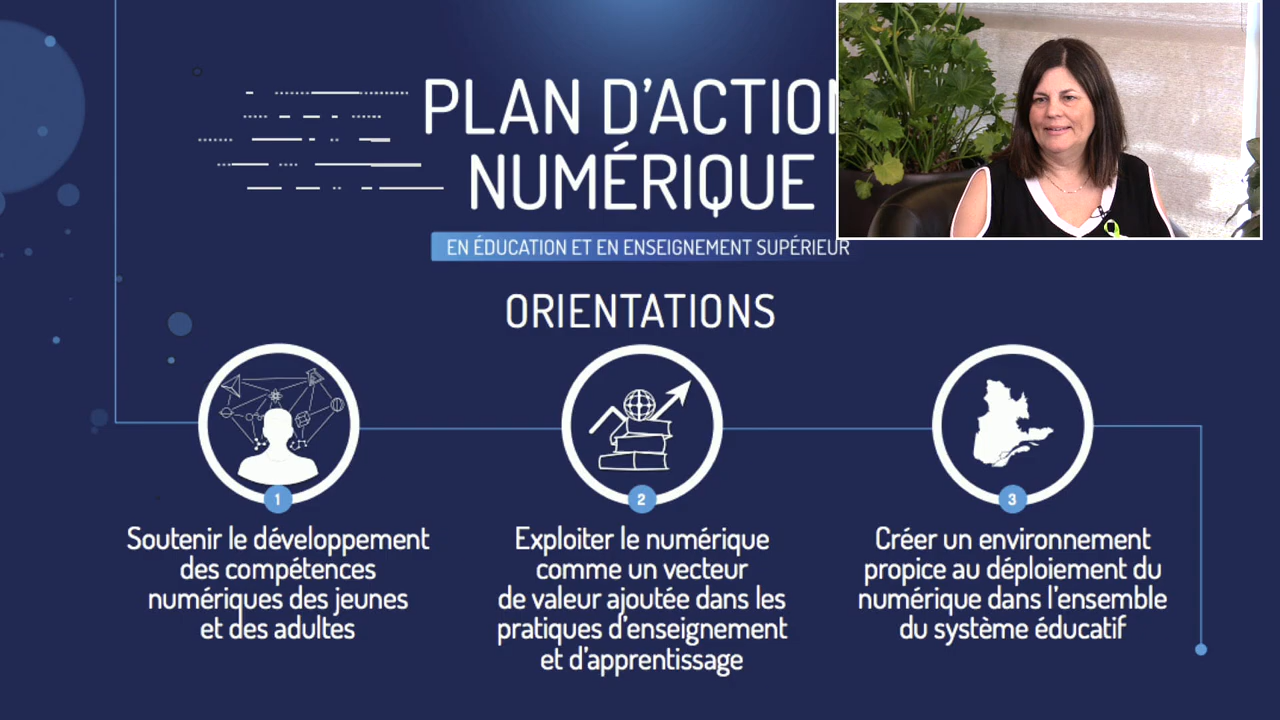 PLAN D'ACTION
NUMÉRIQUE
EN ÉDUCATION ET EN ENSEIGNEMENT SUPÉRIEUR
ORIENTATIONS
1
2
3
Soutenir le développement
des compétences
numériques des jeunes
et des adultes
Exploiter le numérique
comme un vecteur
de valeur ajoutée dans les
pratiques d'enseignement
et d'apprentissage
Créer un environnement
propice au déploiement du
numérique dans l'ensemble
du système éducatif